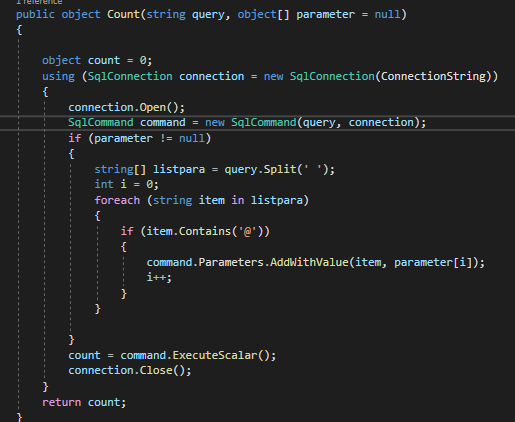 1 reference
public object Count(string query, object[] parameter = null)
{
object count = 0;
using (SqlConnection connection = new SqlConnection(ConnectionString))
{
connection.Open();
SqlCommand command = new SqlCommand(query, connection);
if (parameter != null)
{
string[] listpara = query.Split(' ');
int i = 0;
foreach (string item in listpara)
{
if (item.Contains('@'))
{
command.Parameters.AddWithValue(item, parameter[i]);
i++;
}
}
}
count = command.ExecuteScalar();
connection.Close();
}
return count;
}